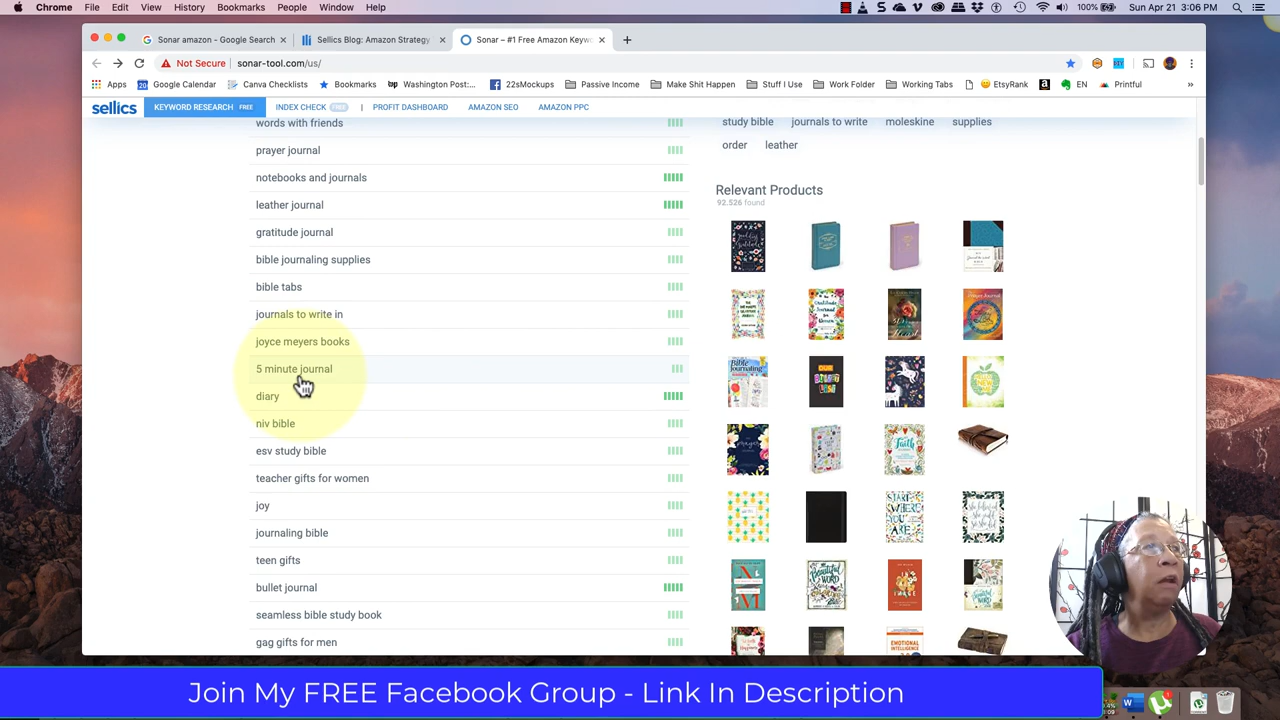 Chrome File Edit View History Bookmarks People Window Help 100% Sun Apr 21 3:06 PM
Sonar amazon - Google Search Sellics Blog: Amazon Strategy Sonar – #1 Free Amazon Keyw
Not Secure sonar-tool.com/us/
Apps Google Calendar Canva Checklists Bookmarks Washington Post:... 22sMockups Passive Income Make Shit Happen Stuff I Use Work Folder Working Tabs EtsyRank EN Printful »
sellics KEYWORD RESEARCH FREE INDEX CHECK FREE PROFIT DASHBOARD AMAZON SEO AMAZON PPC
words with friends
prayer journal
notebooks and journals
leather journal
gratitude journal
bible journaling supplies
bible tabs
journals to write in
joyce meyers books
5 minute journal
diary
niv bible
esv study bible
teacher gifts for women
joy
journaling bible
teen gifts
bullet journal
seamless bible study book
gag gifts for men
study bible journals to write moleskine supplies
order leather
Relevant Products
92.526 found
Join My FREE Facebook Group - Link In Description